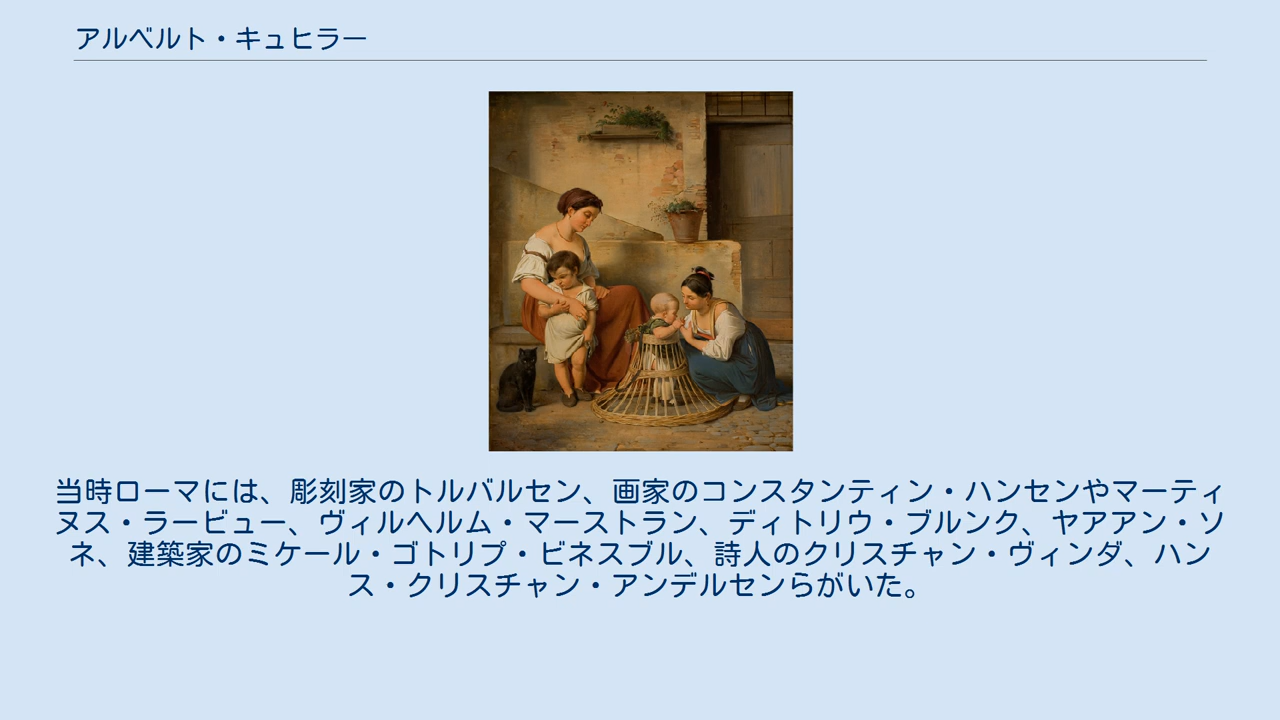 アルベルト・キュヒラー
当時ローマには、彫刻家のトルバルセン、画家のコンスタンティン・ハンセンやマーティ
ヌス・ラービュー、ヴィルヘルム・マーストラン、ディトリウ・ブルンク、ヤアアン・ソ
ネ、建築家のミケール・ゴトリプ・ビネスブル、詩人のクリスチャン・ヴィンダ、ハン
ス・クリスチャン・アンデルセンらがいた。